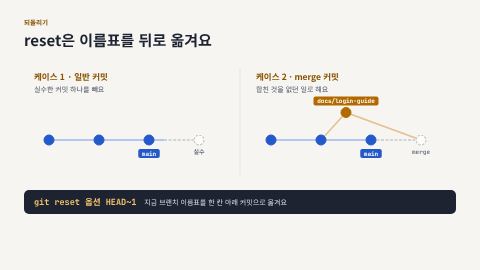 되돌리기
reset은 이름표를 뒤로 옮겨요
케이스 1 · 일반 커밋
실수한 커밋 하나를 빼요
main
실수
케이스 2 · merge 커밋
합친 것을 없던 일로 해요
docs/login-guide
main
merge
git reset 옵션 HEAD~1 지금 브랜치 이름표를 한 칸 아래 커밋으로 옮겨요